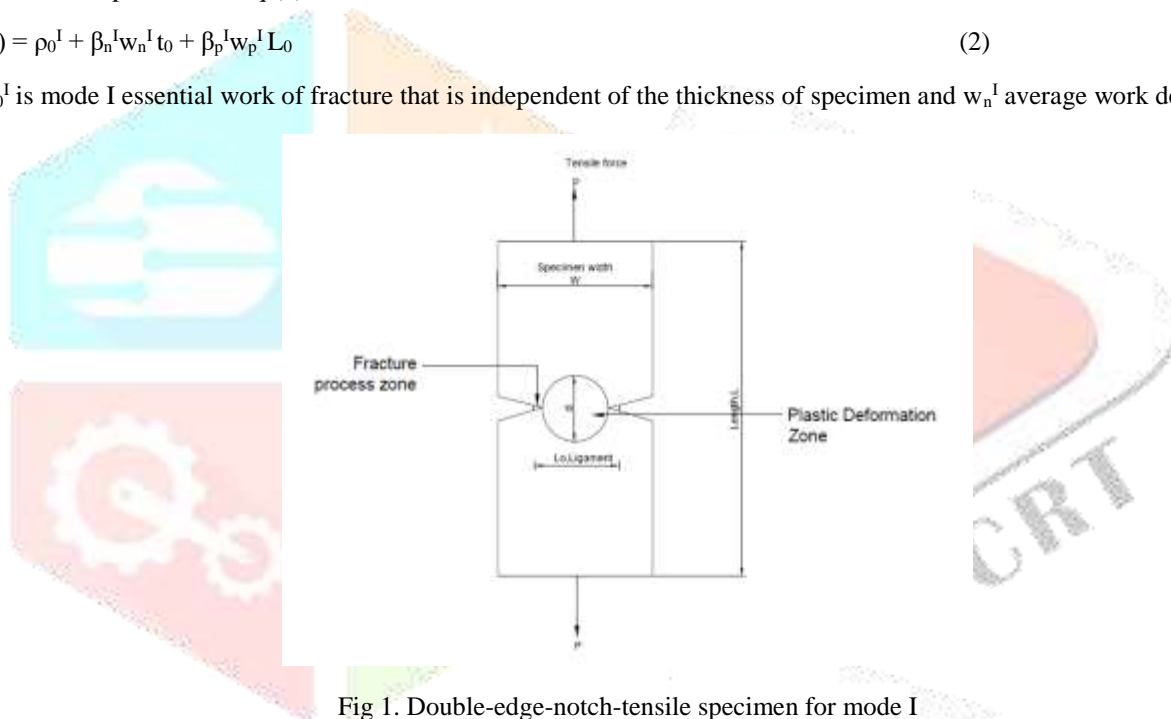 ) = ρ₀ᴵ + βₙᴵwₙᴵ t₀ + βₚᴵwₚᴵ L₀ (2)
₀ᴵ is mode I essential work of fracture that is independent of the thickness of specimen and wₙᴵ average work d
Tensile force
P
Specimen width
W
Fracture
process zone
Plastic Deformation
Zone
Length,L
Lo,Ligament
P
CRT
Fig 1. Double-edge-notch-tensile specimen for mode I